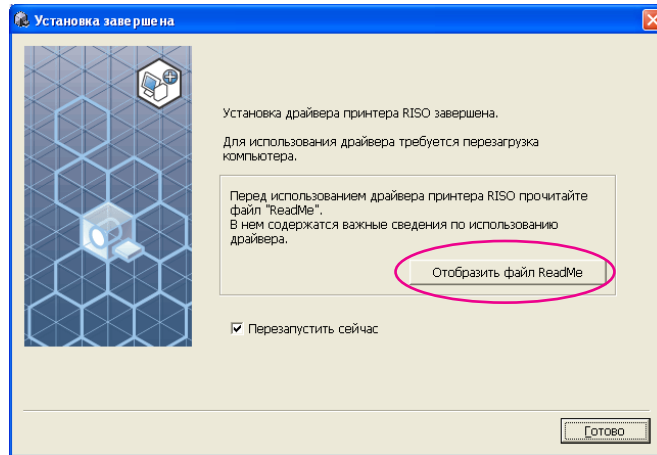 Установка завершена
Установка драйвера принтера RISO завершена.
Для использования драйвера требуется перезагрузка
компьютера.
Перед использованием драйвера принтера RISO прочитайте
файл "ReadMe".
В нем содержатся важные сведения по использованию
драйвера.
Отобразить файл ReadMe
Перезапустить сейчас
Готово